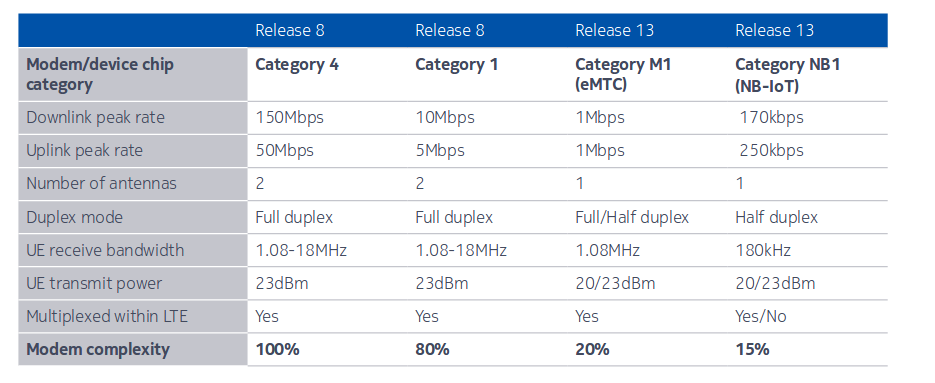 Release 8 Release 8 Release 13 Release 13
Modem/device chip category Category 4 Category 1 Category M1 (eMTC) Category NB1 (NB-IoT)
Downlink peak rate 150Mbps 10Mbps 1Mbps 170kbps
Uplink peak rate 50Mbps 5Mbps 1Mbps 250kbps
Number of antennas 2 2 1 1
Duplex mode Full duplex Full duplex Full/Half duplex Half duplex
UE receive bandwidth 1.08-18MHz 1.08-18MHz 1.08MHz 180kHz
UE transmit power 23dBm 23dBm 20/23dBm 20/23dBm
Multiplexed within LTE Yes Yes Yes Yes/No
Modem complexity 100% 80% 20% 15%